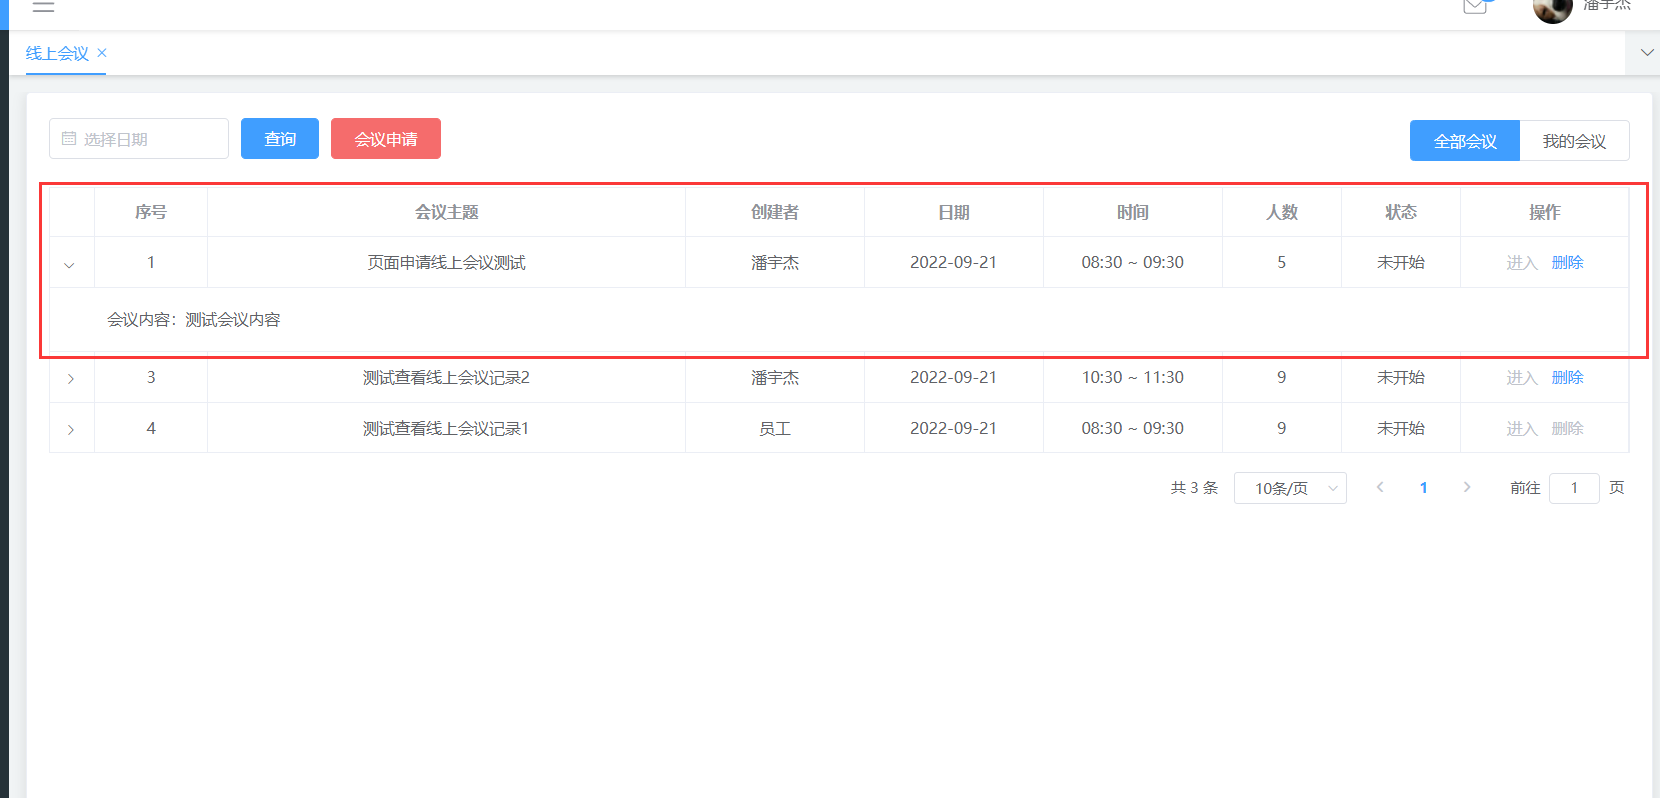 潘宇杰
线上会议
选择日期 查询 会议申请 全部会议 我的会议
序号 会议主题 创建者 日期 时间 人数 状态 操作
1 页面申请线上会议测试 潘宇杰 2022-09-21 08:30 ~ 09:30 5 未开始 进入 删除
会议内容：测试会议内容
3 测试查看线上会议记录2 潘宇杰 2022-09-21 10:30 ~ 11:30 9 未开始 进入 删除
4 测试查看线上会议记录1 员工 2022-09-21 08:30 ~ 09:30 9 未开始 进入 删除
共 3 条 10条/页 1 前往 1 页